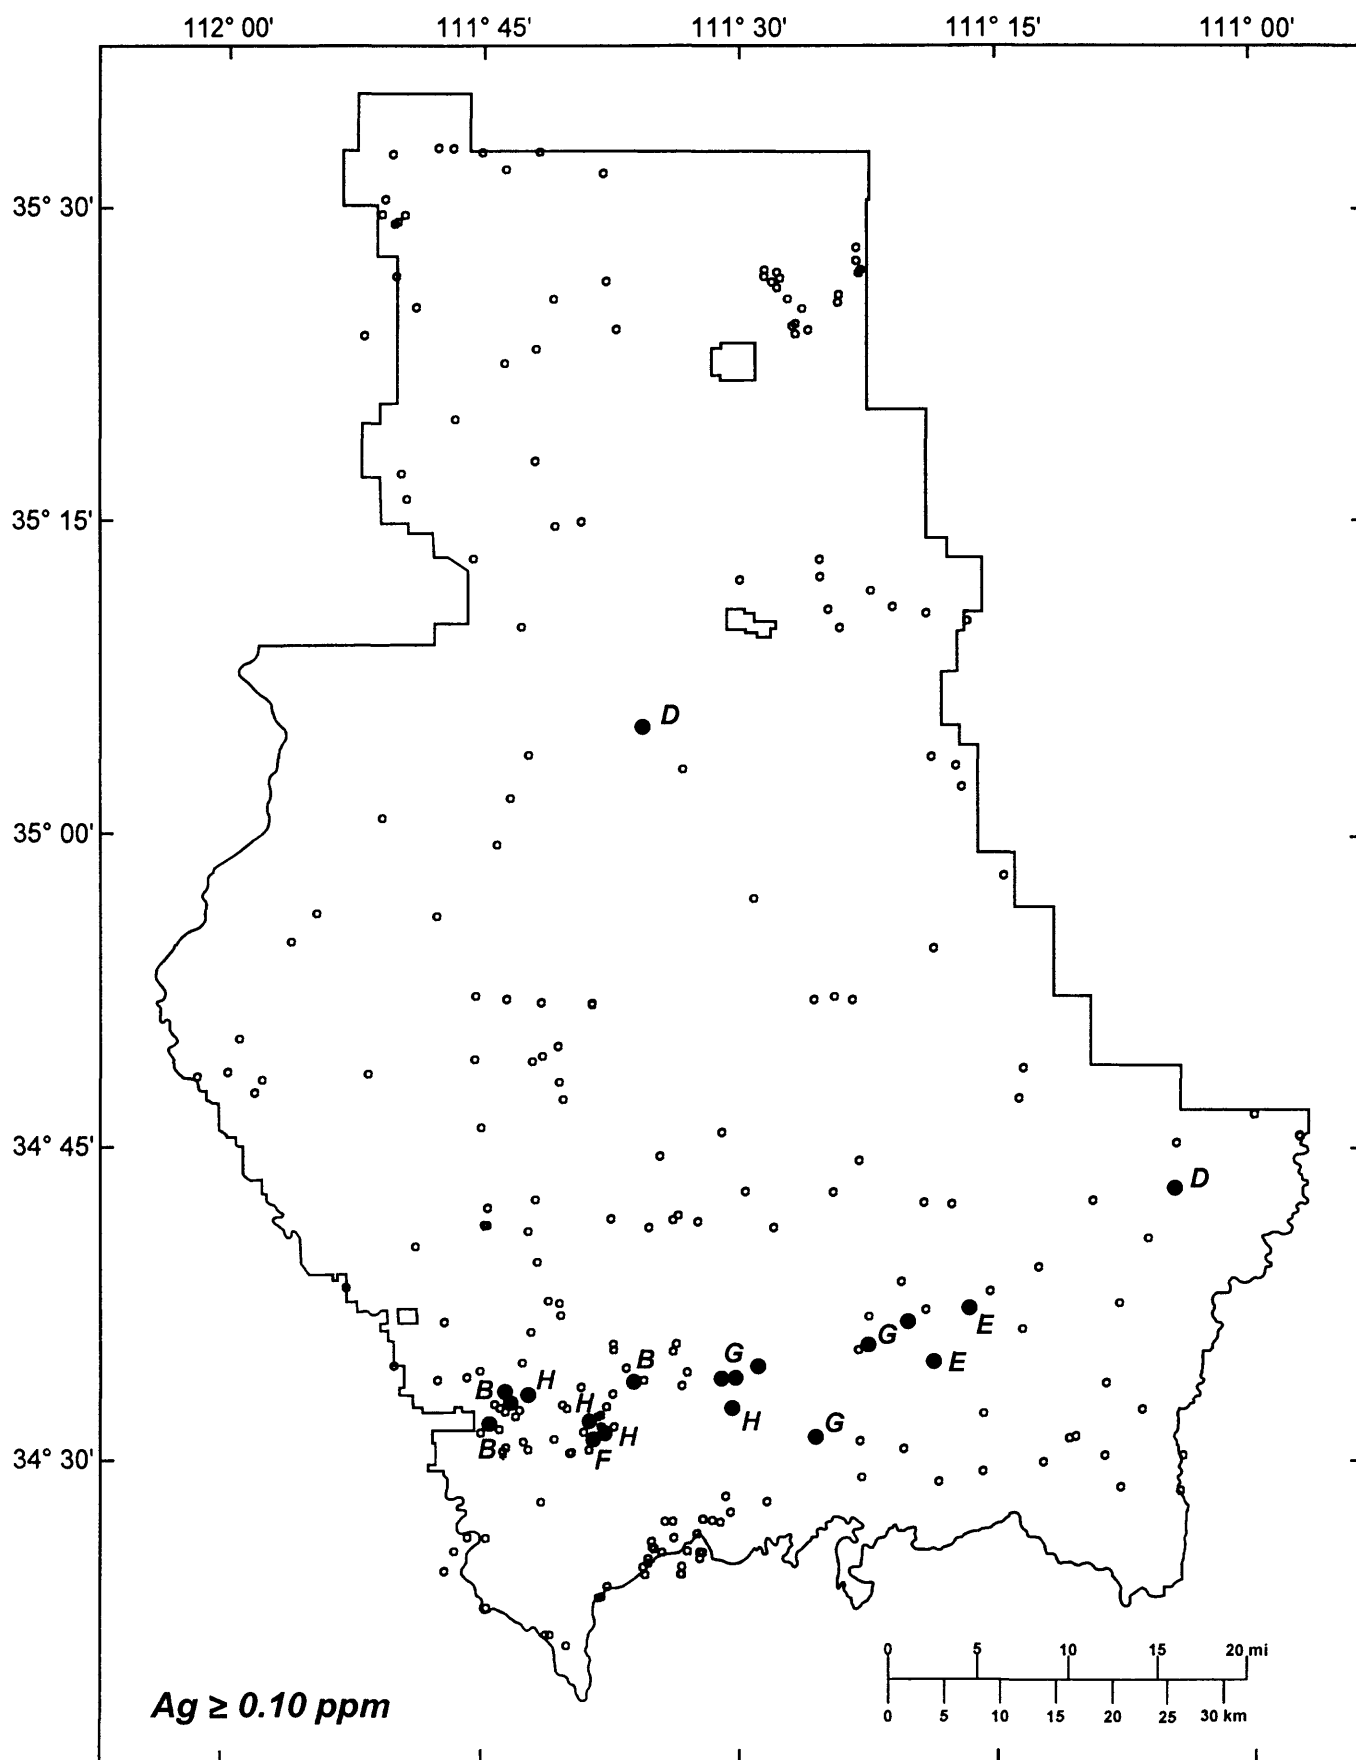 112° 00' 111° 45' 111° 30' 111° 15' 111° 00'
35° 30'
35° 15'
D
35° 00'
34° 45'
D
E
G
E
G
B
B
H
H
H
G
B
H
F
34° 30'
0 5 10 15 20 mi
0 5 10 15 20 25 30 km
Ag ≥ 0.10 ppm